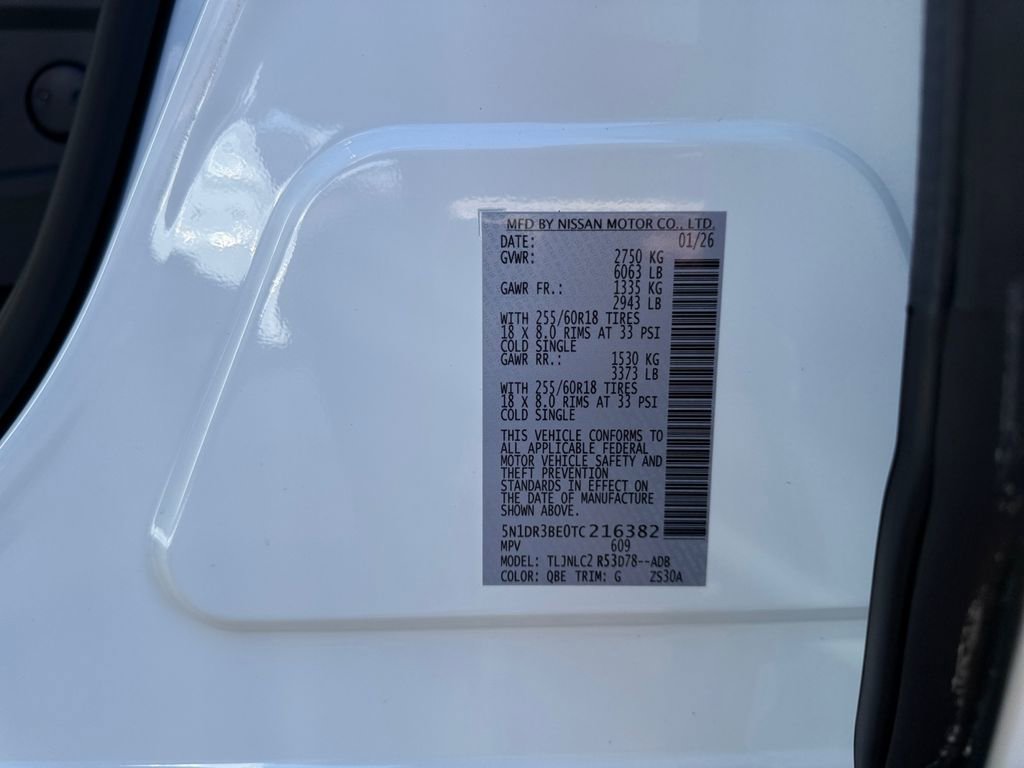 MFD BY NISSAN MOTOR CO., LTD.
DATE: 01/26
GVWR: 2750 KG
6063 LB
GAWR FR.: 1335 KG
2943 LB
WITH 255/60R18 TIRES
18 X 8.0 RIMS AT 33 PSI
COLD SINGLE
GAWR RR.: 1530 KG
3373 LB
WITH 255/60R18 TIRES
18 X 8.0 RIMS AT 33 PSI
COLD SINGLE
THIS VEHICLE CONFORMS TO
ALL APPLICABLE FEDERAL
MOTOR VEHICLE SAFETY AND
THEFT PREVENTION
STANDARDS IN EFFECT ON
THE DATE OF MANUFACTURE
SHOWN ABOVE.
5N1DR3BE0TC216382
MPV 609
MODEL: TLJNLC2 R53D78--ADB
COLOR: QBE TRIM: G ZS30A